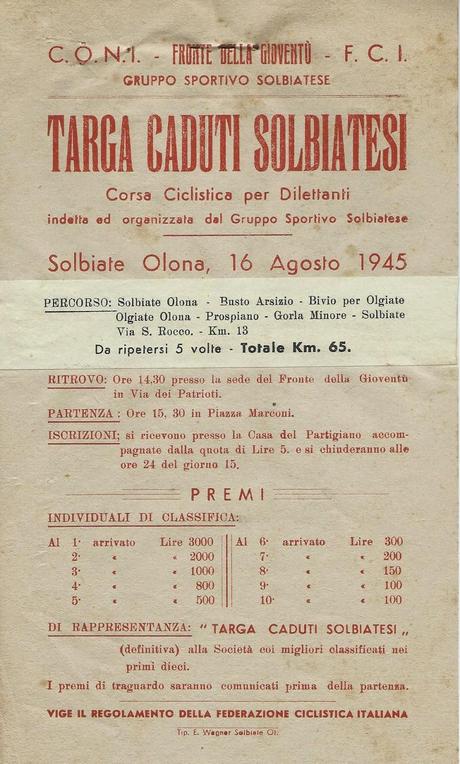 C.O.N.I. - FRONTE DELLA GIOVENTÙ - F.C.I.
GRUPPO SPORTIVO SOLBIATESE
TARGA CADUTI SOLBIATESI
Corsa Ciclistica per Dilettanti
indetta ed organizzata dal Gruppo Sportivo Solbiatese
Solbiate Olona, 16 Agosto 1945
PERCORSO: Solbiate Olona - Busto Arsizio - Bivio per Olgiate
Olgiate Olona - Prospiano - Gorla Minore - Solbiate
Via S. Rocco. - Km. 13
Da ripetersi 5 volte - Totale Km. 65.
RITROVO: Ore 14,30 presso la sede del Fronte della Gioventù
in Via dei Patrioti.
PARTENZA : Ore 15, 30 in Piazza Marconi.
ISCRIZIONI; si ricevono presso la Casa del Partigiano accom-
pagnate dalla quota di Lire 5. e si chinderanno alle
ore 24 del giorno 15.
PREMI
INDIVIDUALI DI CLASSIFICA:
Al 1· arrivato Lire 3000 Al 6· arrivato Lire 300
2· « « 2000 7· « « 200
3· « « 1000 8· « « 150
4· « « 800 9· « « 100
5· « « 500 10· « « 100
DI RAPPRESENTANZA: “ TARGA CADUTI SOLBIATESI „
(definitiva) alla Società coi migliori classificati nei
primi dieci.
I premi di traguardo saranno comunicati prima della partenza.
VIGE IL REGOLAMENTO DELLA FEDERAZIONE CICLISTICA ITALIANA
Tip. E. Wagner Solbiate Ol.